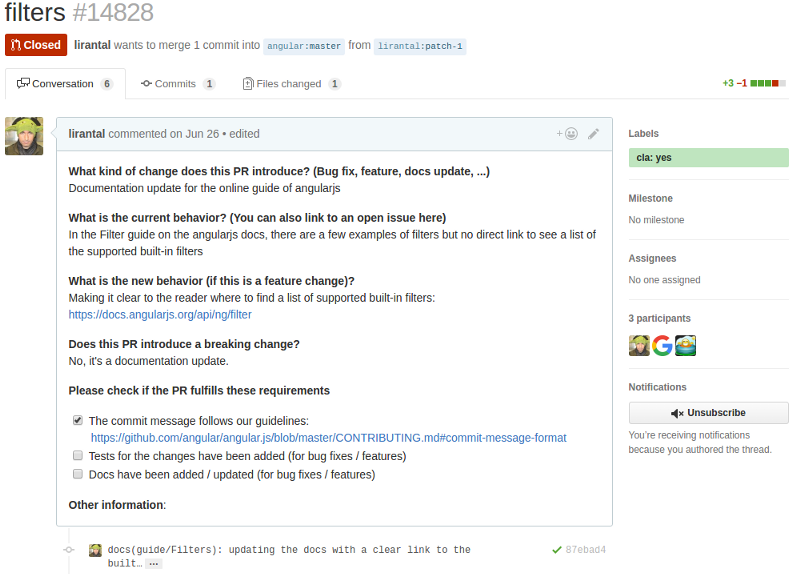 filters #14828
Closed lirantal wants to merge 1 commit into angular:master from lirantal:patch-1
Conversation 6 Commits 1 Files changed 1 +3 −1
lirantal commented on Jun 26 • edited
What kind of change does this PR introduce? (Bug fix, feature, docs update, ...)
Documentation update for the online guide of angularjs
What is the current behavior? (You can also link to an open issue here)
In the Filter guide on the angularjs docs, there are a few examples of filters but no direct link to see a list of
the supported built-in filters
What is the new behavior (if this is a feature change)?
Making it clear to the reader where to find a list of supported built-in filters:
https://docs.angularjs.org/api/ng/filter
Does this PR introduce a breaking change?
No, it's a documentation update.
Please check if the PR fulfills these requirements
The commit message follows our guidelines:
https://github.com/angular/angular.js/blob/master/CONTRIBUTING.md#commit-message-format
Tests for the changes have been added (for bug fixes / features)
Docs have been added / updated (for bug fixes / features)
Other information:
docs(guide/Filters): updating the docs with a clear link to the
built… 
87ebad4
Labels
cla: yes
Milestone
No milestone
Assignees
No one assigned
3 participants
Notifications
Unsubscribe
You're receiving notifications
because you authored the thread.